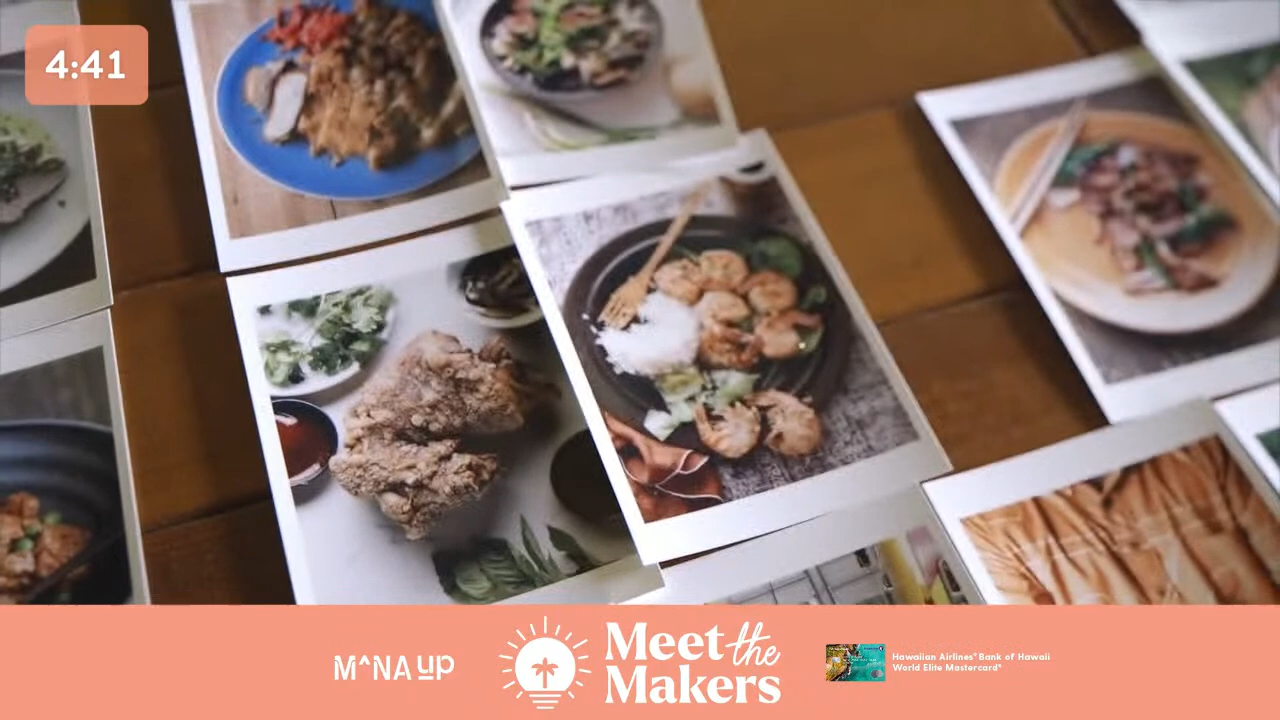 4:41
M^NA up
Meet the
Makers
Hawaiian Airlines® Bank of Hawaii
World Elite Mastercard®